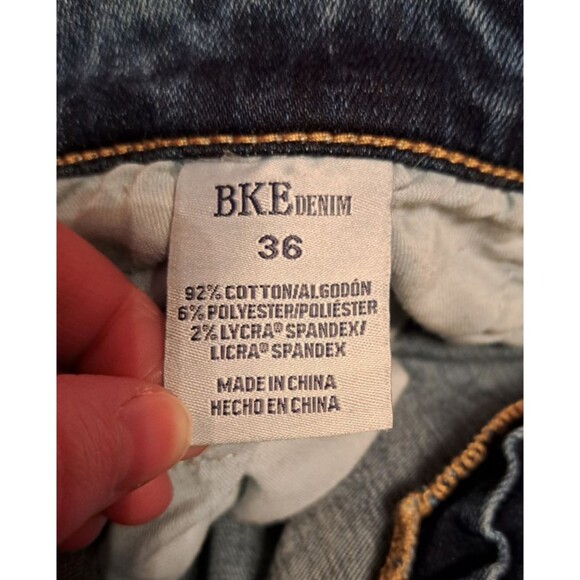 BKE DENIM
36
92% COTTON/ALGODÓN
6% POLYESTER/POLIÉSTER
2% LYCRA® SPANDEX/
LICRA® SPANDEX
MADE IN CHINA
HECHO EN CHINA